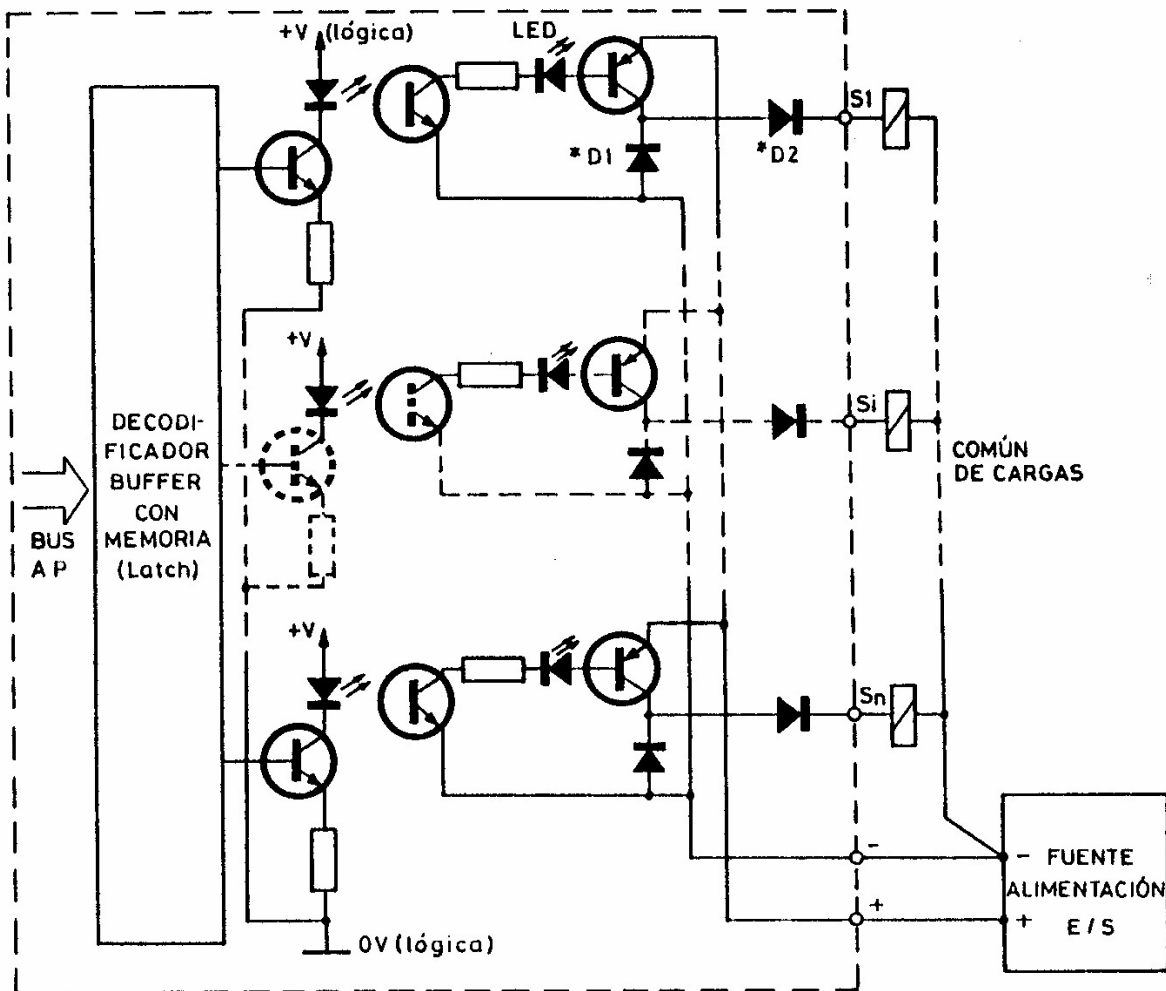 +V (lógica)
LED
S1
*D1
*D2
+V
Si
DECODI-
FICADOR
BUFFER
CON
MEMORIA
(Latch)
BUS
A P
COMÚN
DE CARGAS
+V
Sn
-
- FUENTE
ALIMENTACIÓN
+
+ E / S
0V (lógica)